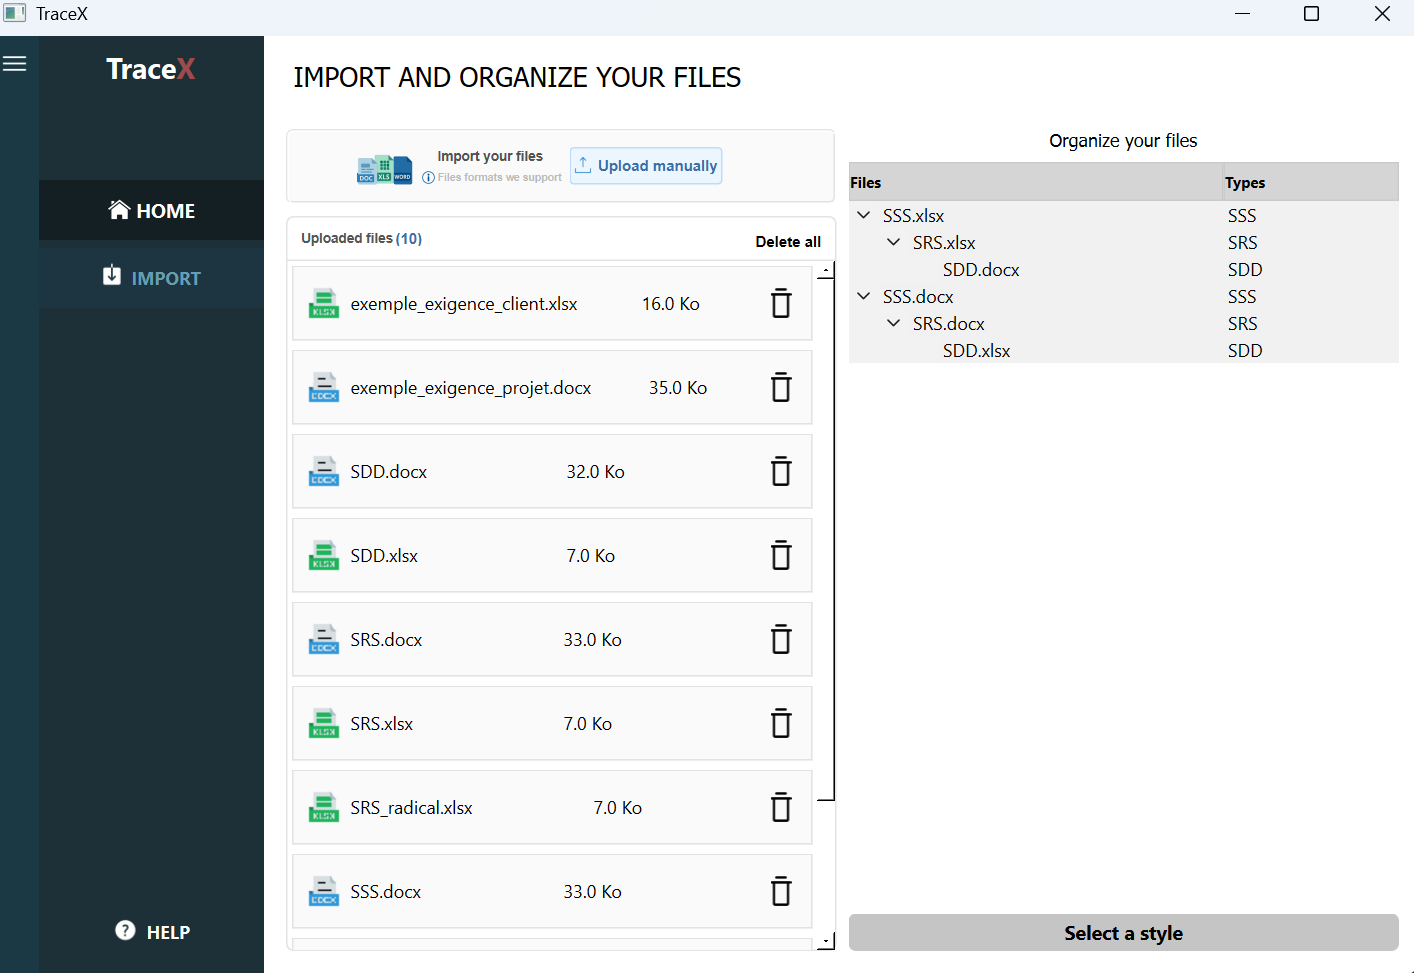 TraceX
TraceX
HOME
IMPORT
HELP
IMPORT AND ORGANIZE YOUR FILES
DOC XLS WORD
Import your files
Files formats we support
Upload manually
Uploaded files (10)
Delete all
XLSX exemple_exigence_client.xlsx 16.0 Ko
DOCX exemple_exigence_projet.docx 35.0 Ko
DOCX SDD.docx 32.0 Ko
XLSX SDD.xlsx 7.0 Ko
DOCX SRS.docx 33.0 Ko
XLSX SRS.xlsx 7.0 Ko
XLSX SRS_radical.xlsx 7.0 Ko
DOCX SSS.docx 33.0 Ko
Organize your files
Files Types
SSS.xlsx SSS
SRS.xlsx SRS
SDD.docx SDD
SSS.docx SSS
SRS.docx SRS
SDD.xlsx SDD
Select a style